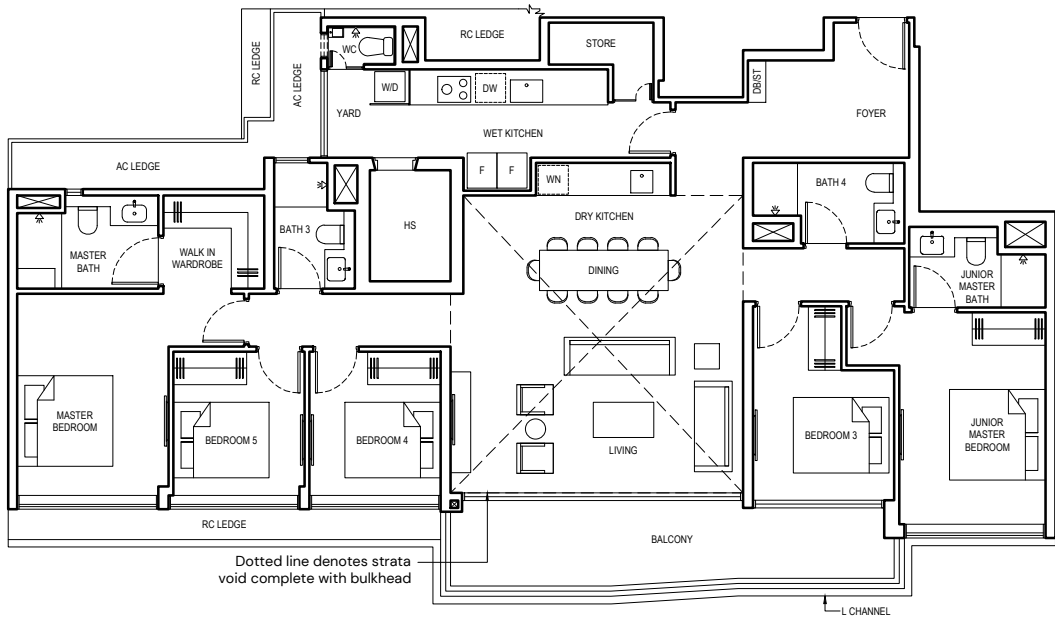 RC LEDGE
STORE
WC
RC LEDGE
AC LEDGE
W/D
DW
DB/ST
YARD
FOYER
WET KITCHEN
AC LEDGE
F
F
WN
BATH 4
HS
DRY KITCHEN
BATH 3
MASTER
BATH
WALK IN
WARDROBE
DINING
JUNIOR
MASTER
BATH
MASTER
BEDROOM
BEDROOM 5
BEDROOM 4
LIVING
BEDROOM 3
JUNIOR
MASTER
BEDROOM
RC LEDGE
BALCONY
Dotted line denotes strata
void complete with bulkhead
L CHANNEL